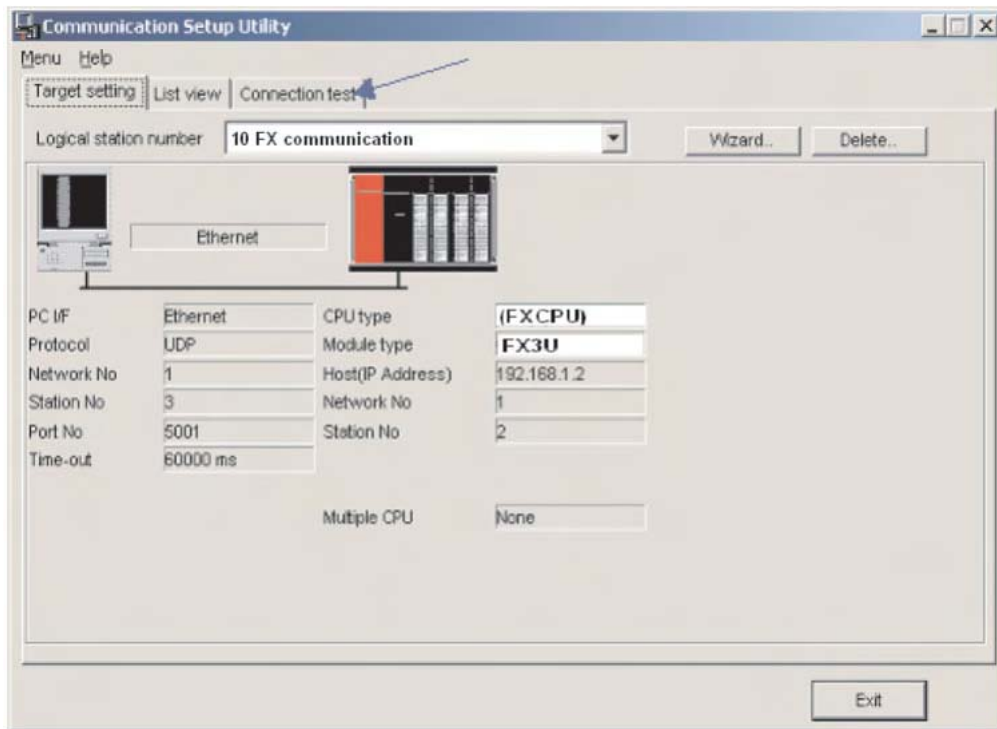 Communication Setup Utility
Menu Help
Target setting List view Connection test
Logical station number 10 FX communication Wizard.. Delete..
Ethernet
PC I/F Ethernet CPU type (FXCPU)
Protocol UDP Module type FX3U
Network No 1 Host(IP Address) 192.168.1.2
Station No 3 Network No 1
Port No 5001 Station No 2
Time-out 60000 ms
Multiple CPU None
Exit